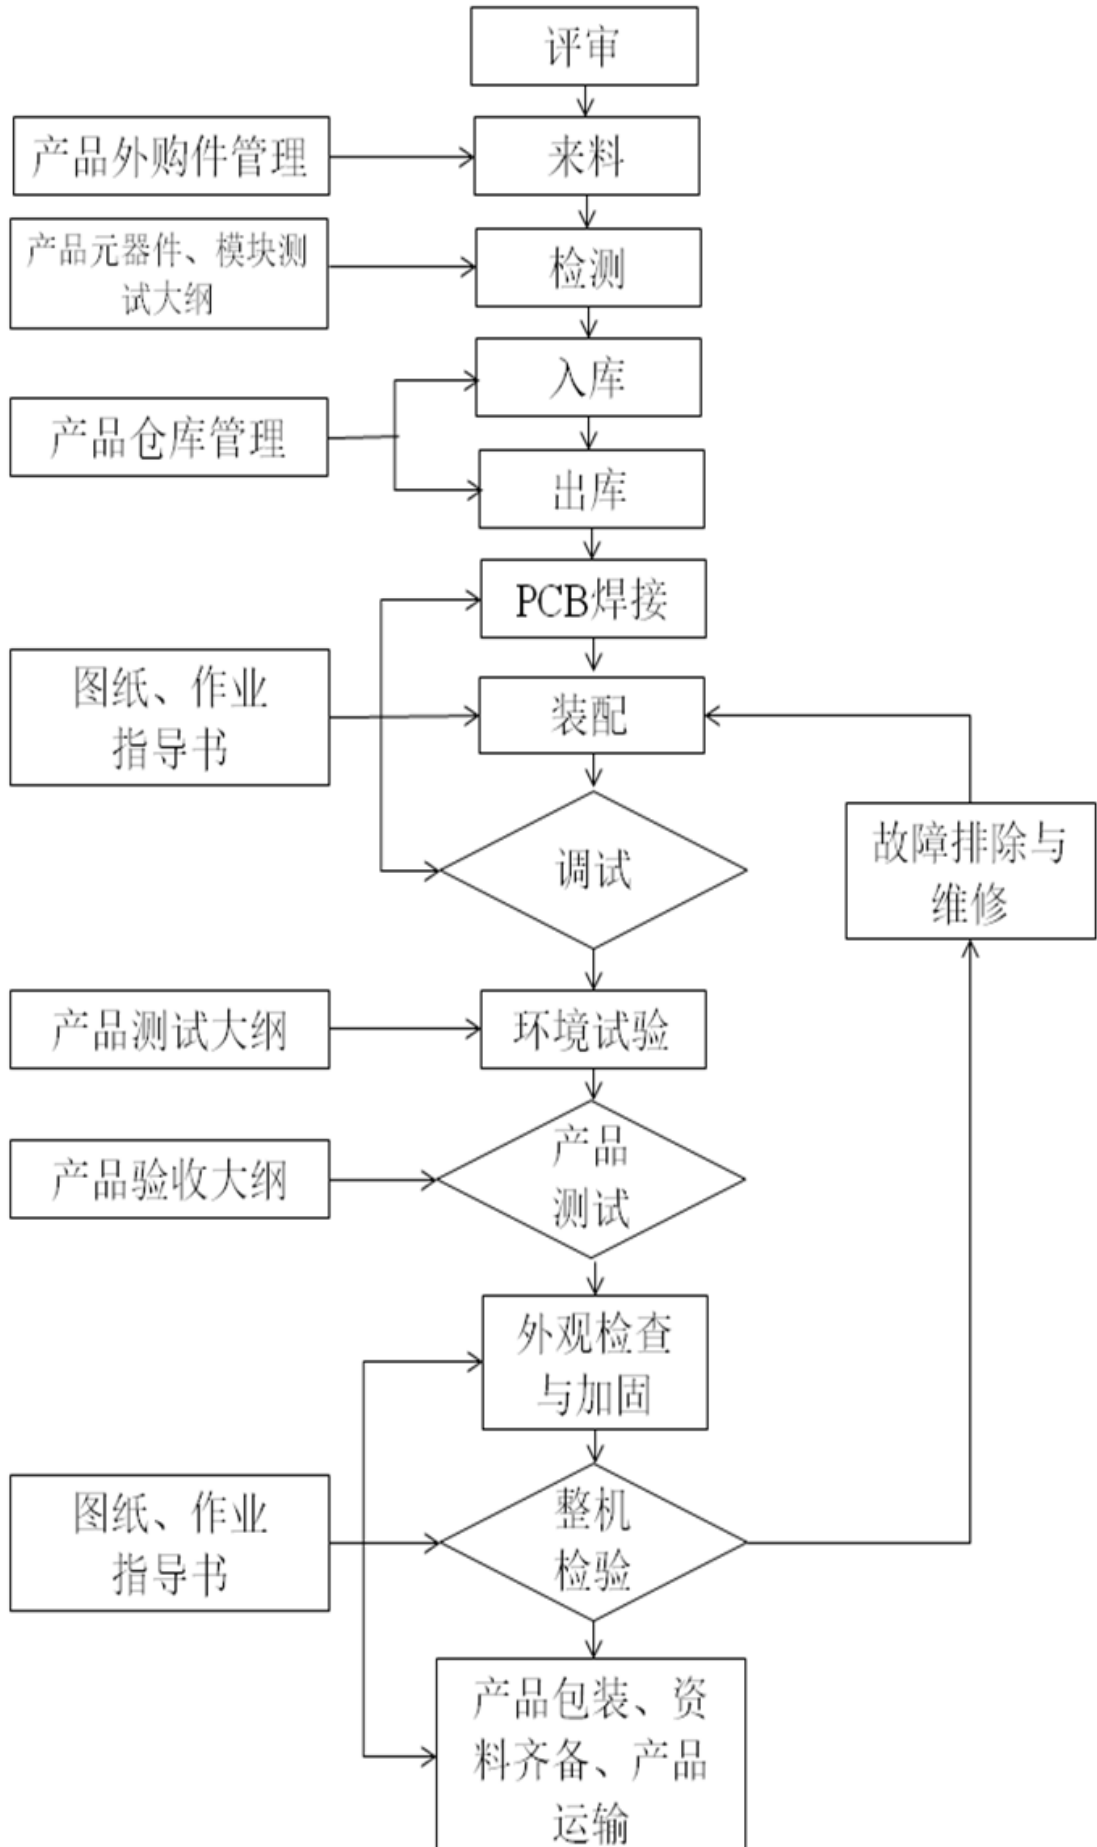 评审
产品外购件管理
来料
产品元器件、模块测
试大纲
检测
入库
产品仓库管理
出库
PCB焊接
图纸、作业
指导书
装配
故障排除与
维修
调试
产品测试大纲
环境试验
产品验收大纲
产品
测试
外观检查
与加固
图纸、作业
指导书
整机
检验
产品包装、资
料齐备、产品
运输